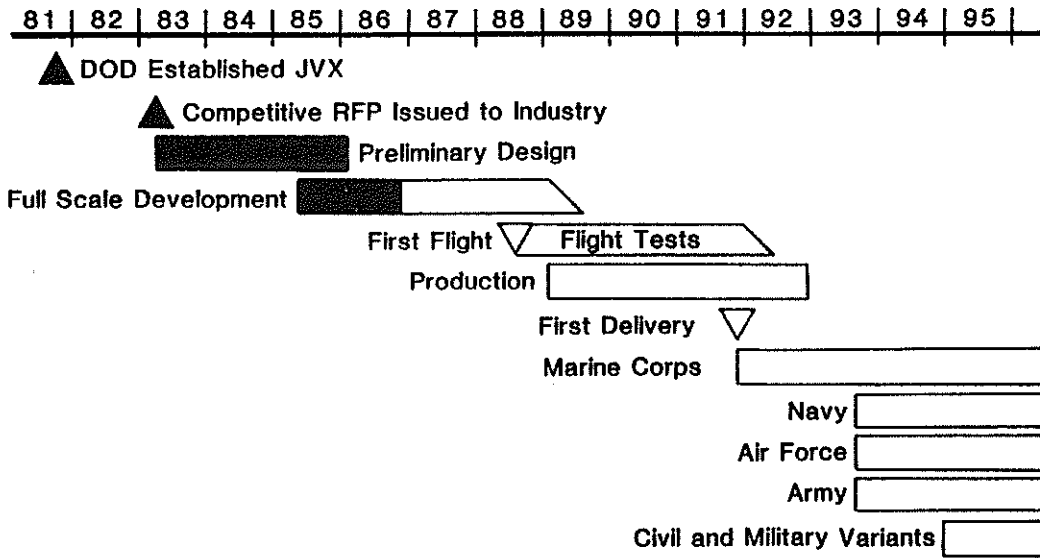 81 | 82 | 83 | 84 | 85 | 86 | 87 | 88 | 89 | 90 | 91 | 92 | 93 | 94 | 95 |
DOD Established JVX
Competitive RFP Issued to Industry
Preliminary Design
Full Scale Development
First Flight Flight Tests
Production
First Delivery
Marine Corps
Navy
Air Force
Army
Civil and Military Variants